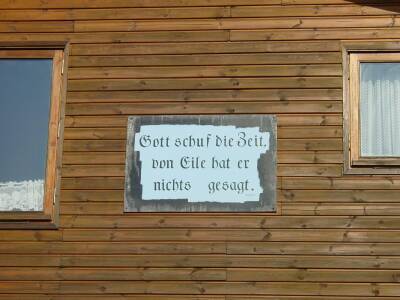 Gott schuf die Zeit,
von Eile hat er
nichts gesagt.